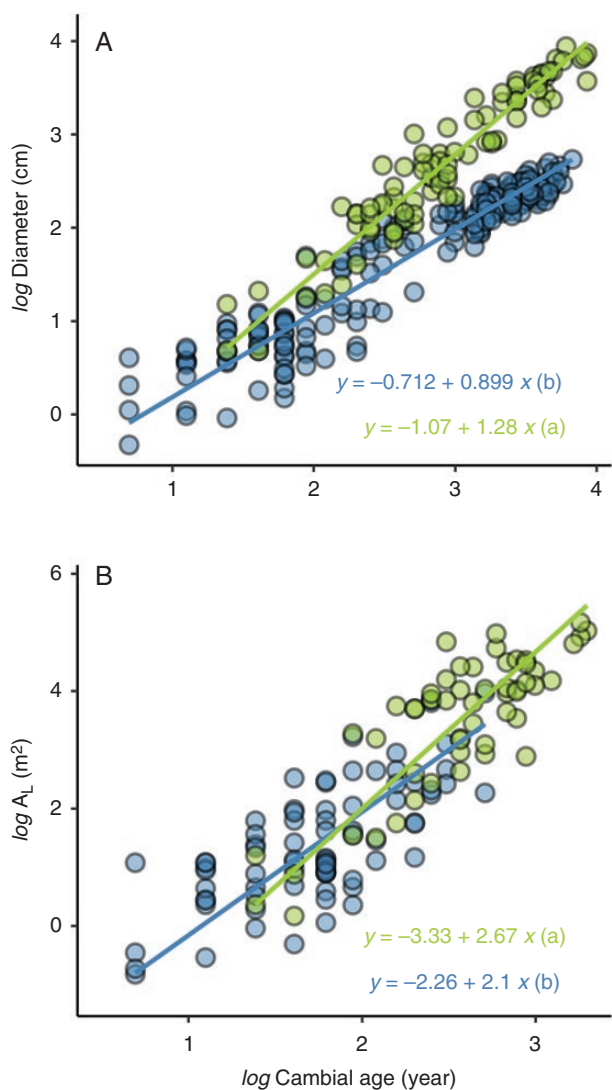 A
4
3
2
1
0
log Diameter (cm)
y = –0.712 + 0.899 x (b)
y = –1.07 + 1.28 x (a)
1 2 3 4
B
6
4
2
0
log AL (m²)
y = –3.33 + 2.67 x (a)
y = –2.26 + 2.1 x (b)
1 2 3
log Cambial age (year)